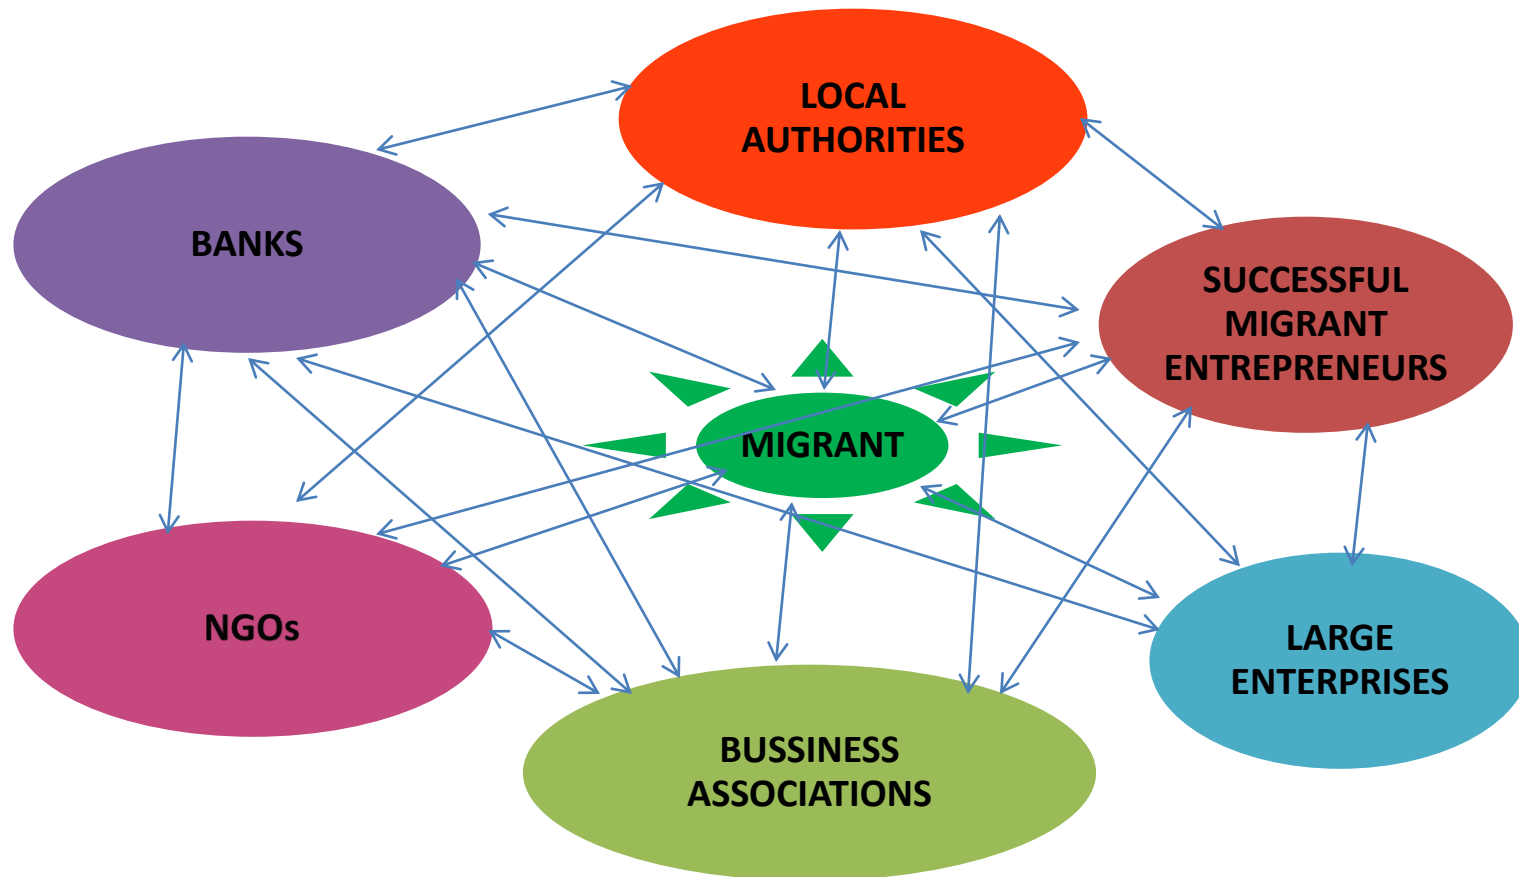 LOCAL
AUTHORITIES
BANKS
SUCCESSFUL
MIGRANT
ENTREPRENEURS
MIGRANT
NGOs
LARGE
ENTERPRISES
BUSSINESS
ASSOCIATIONS